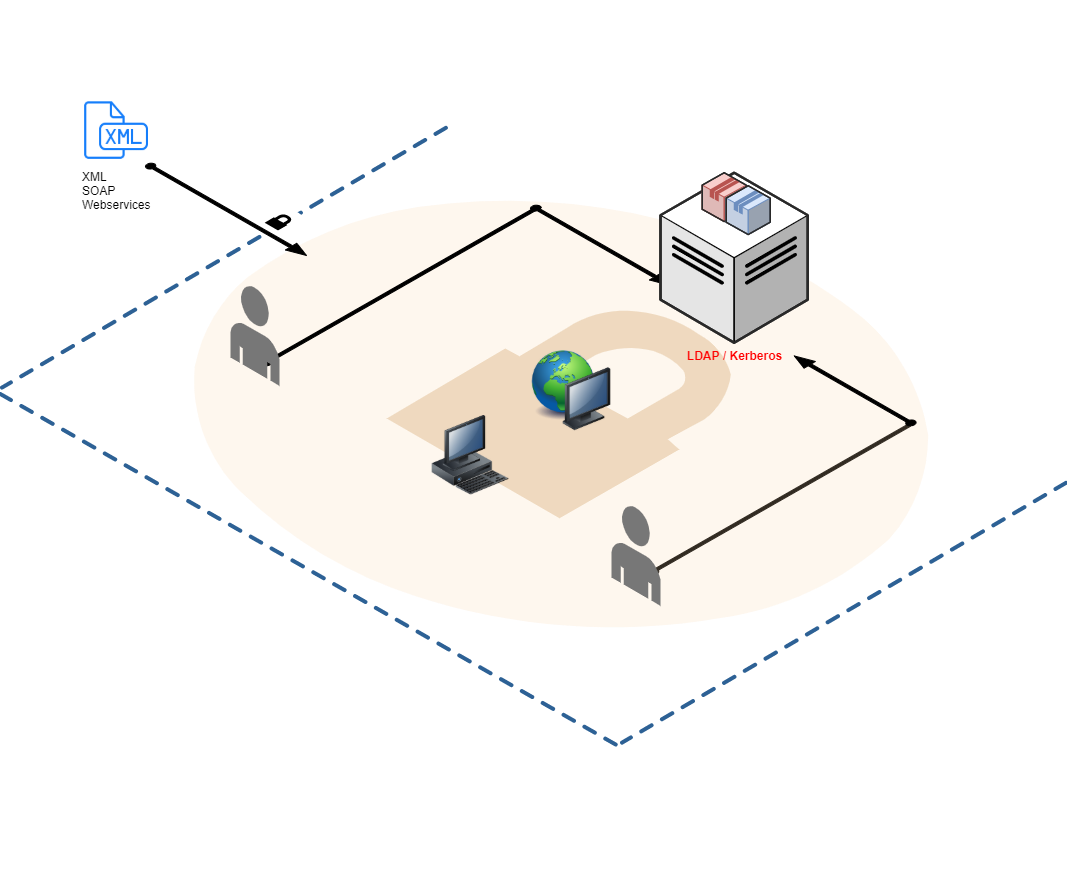 XML
XML
SOAP
Webservices
LDAP / Kerberos